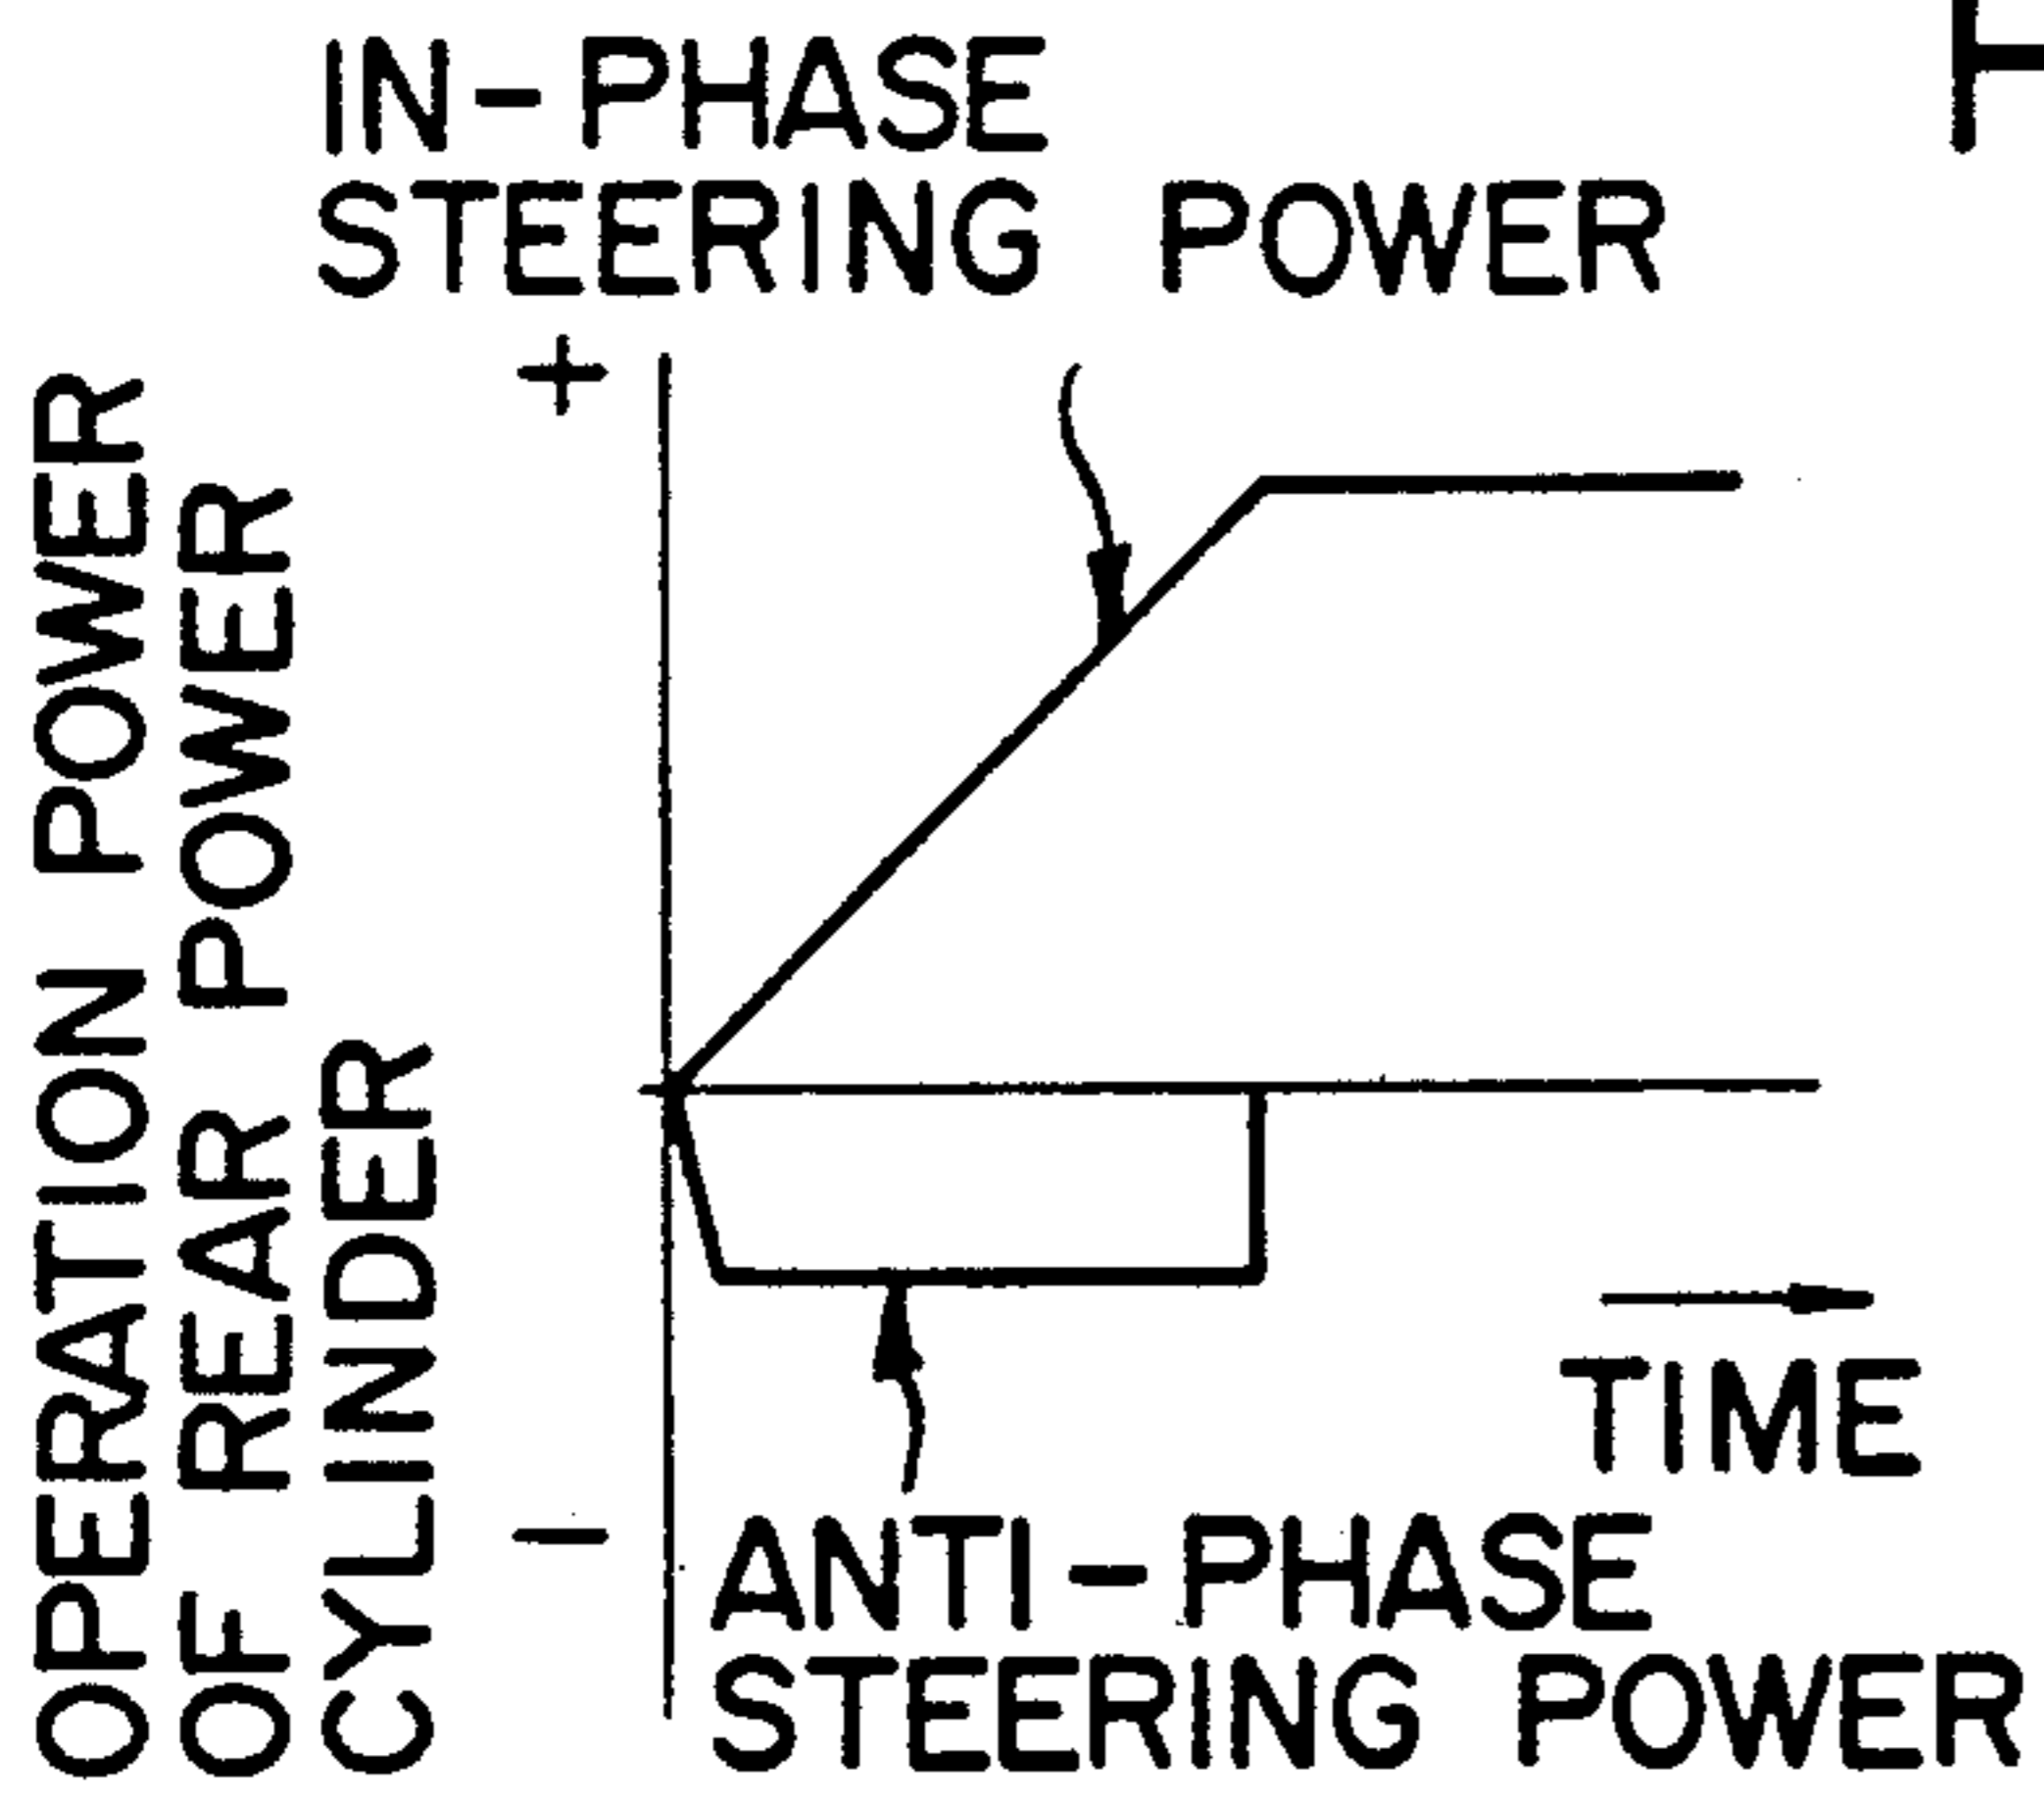 IN-PHASE
STEERING POWER
+
OPERATION POWER
OF REAR POWER
CYLINDER
TIME
-
ANTI-PHASE
STEERING POWER